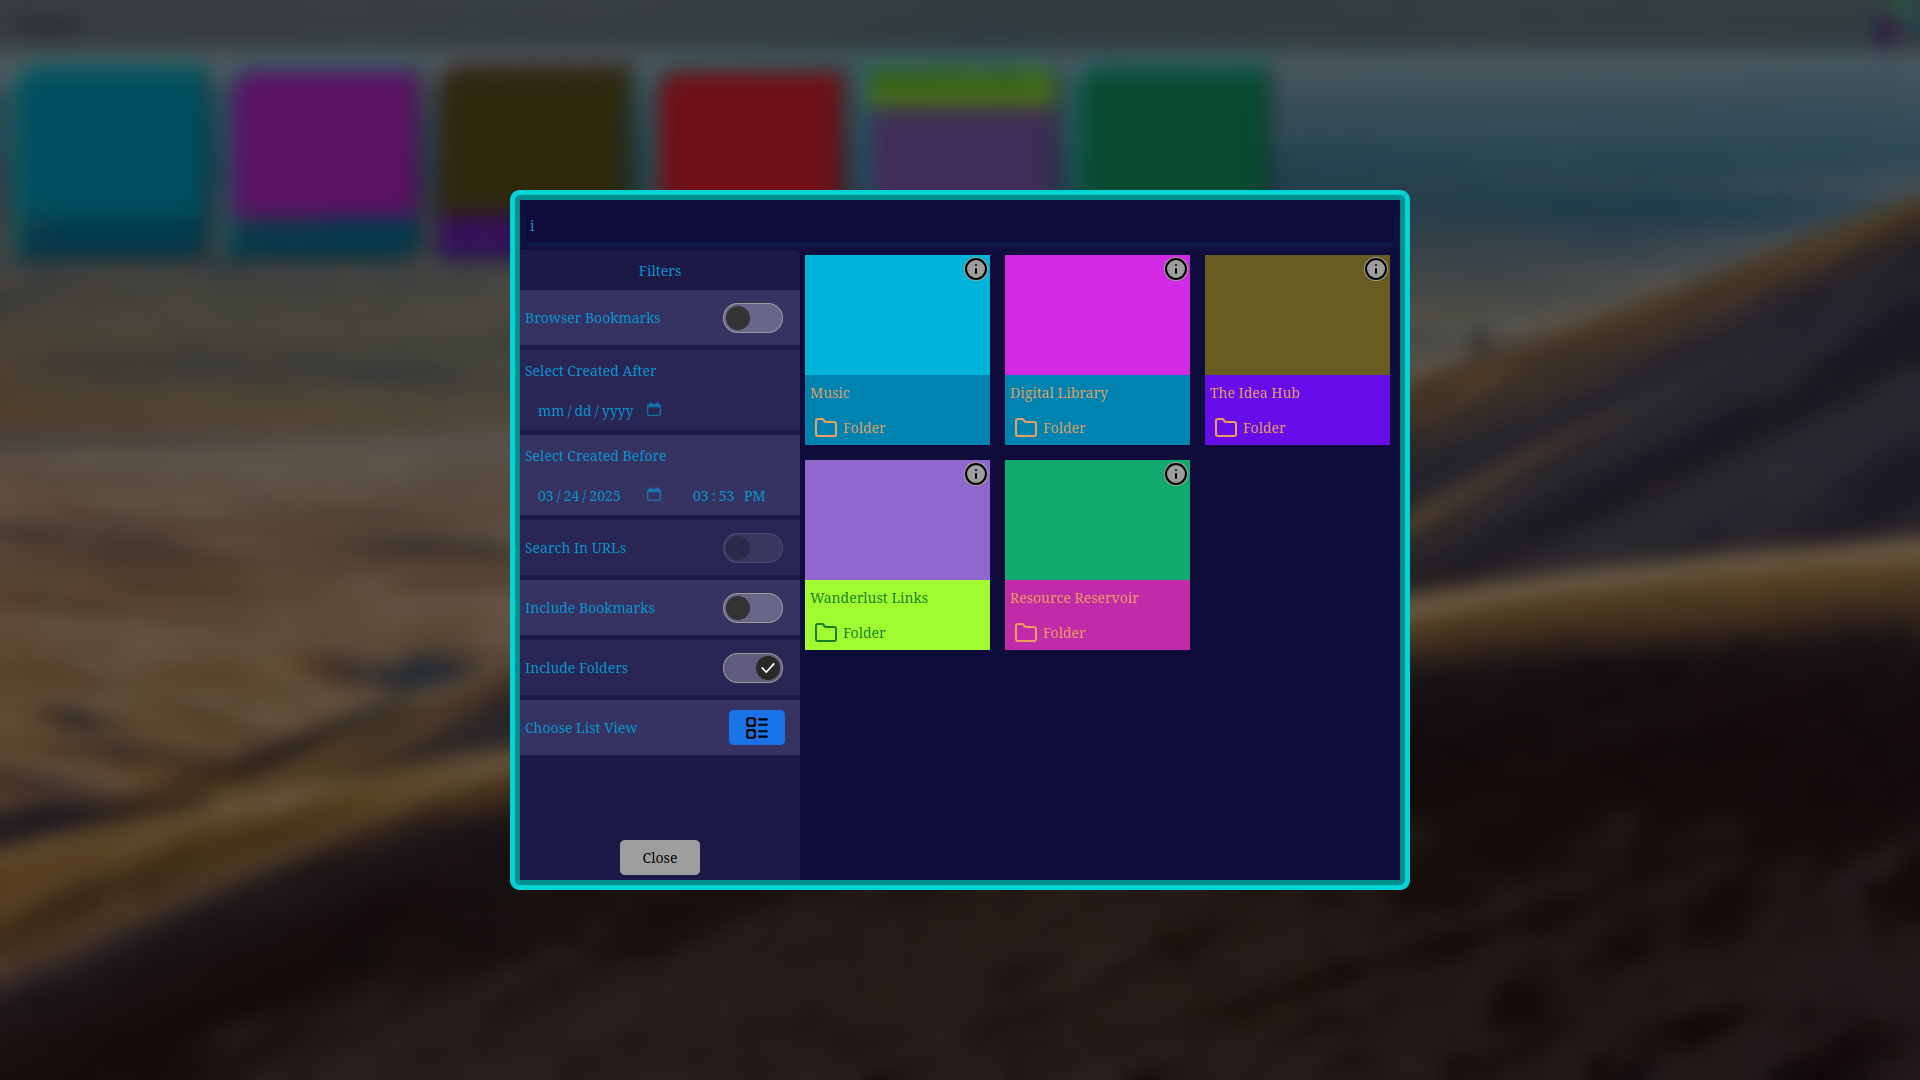 i
Filters
Browser Bookmarks
Select Created After
mm / dd / yyyy
Select Created Before
03 / 24 / 2025 03 : 53 PM
Search In URLs
Include Bookmarks
Include Folders
Choose List View
Close
Music
Folder
Digital Library
Folder
The Idea Hub
Folder
Wanderlust Links
Folder
Resource Reservoir
Folder